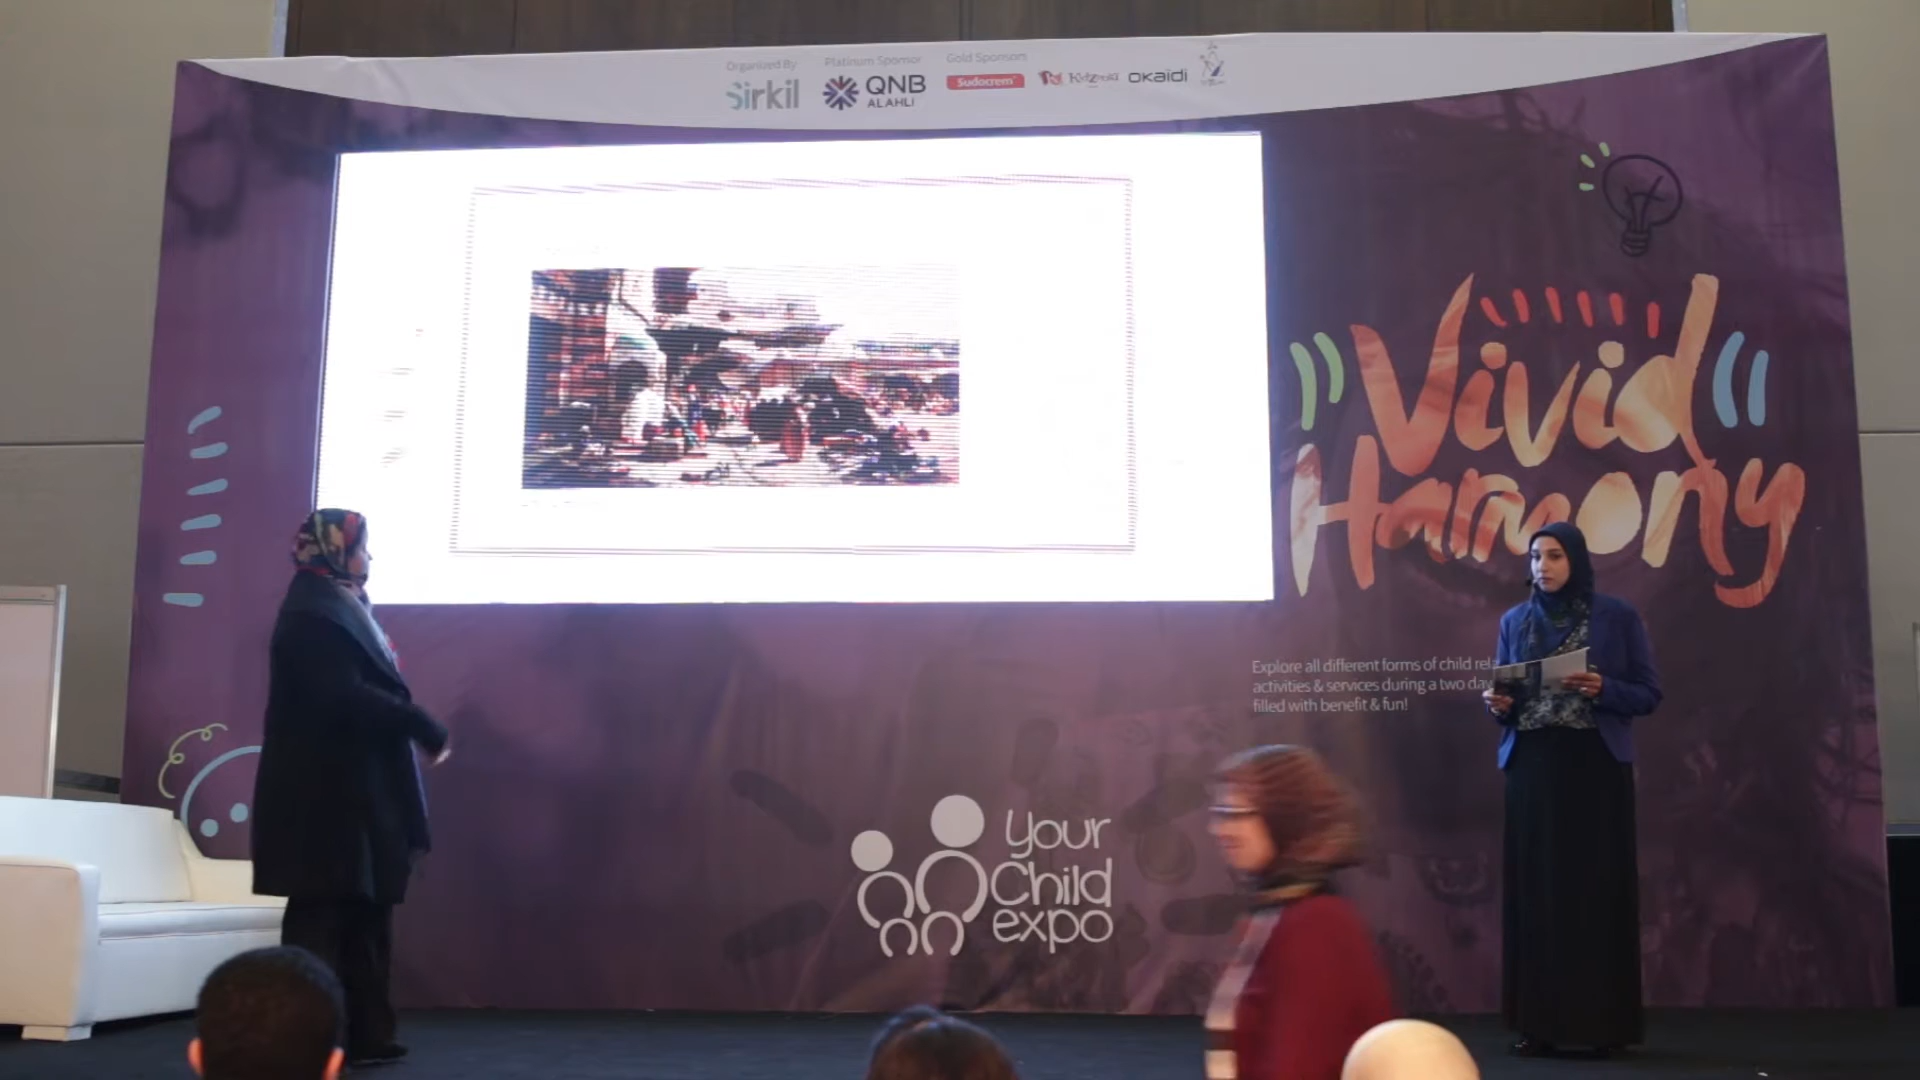 Organized By
Sirkil
Platinum Sponsor
QNB
ALAHLI
Gold Sponsors
Sudocrem
okaïdi
Vivid
Harmony
Explore all different forms of child rela
activities & services during a two day
filled with benefit & fun!
Your
Child
expo